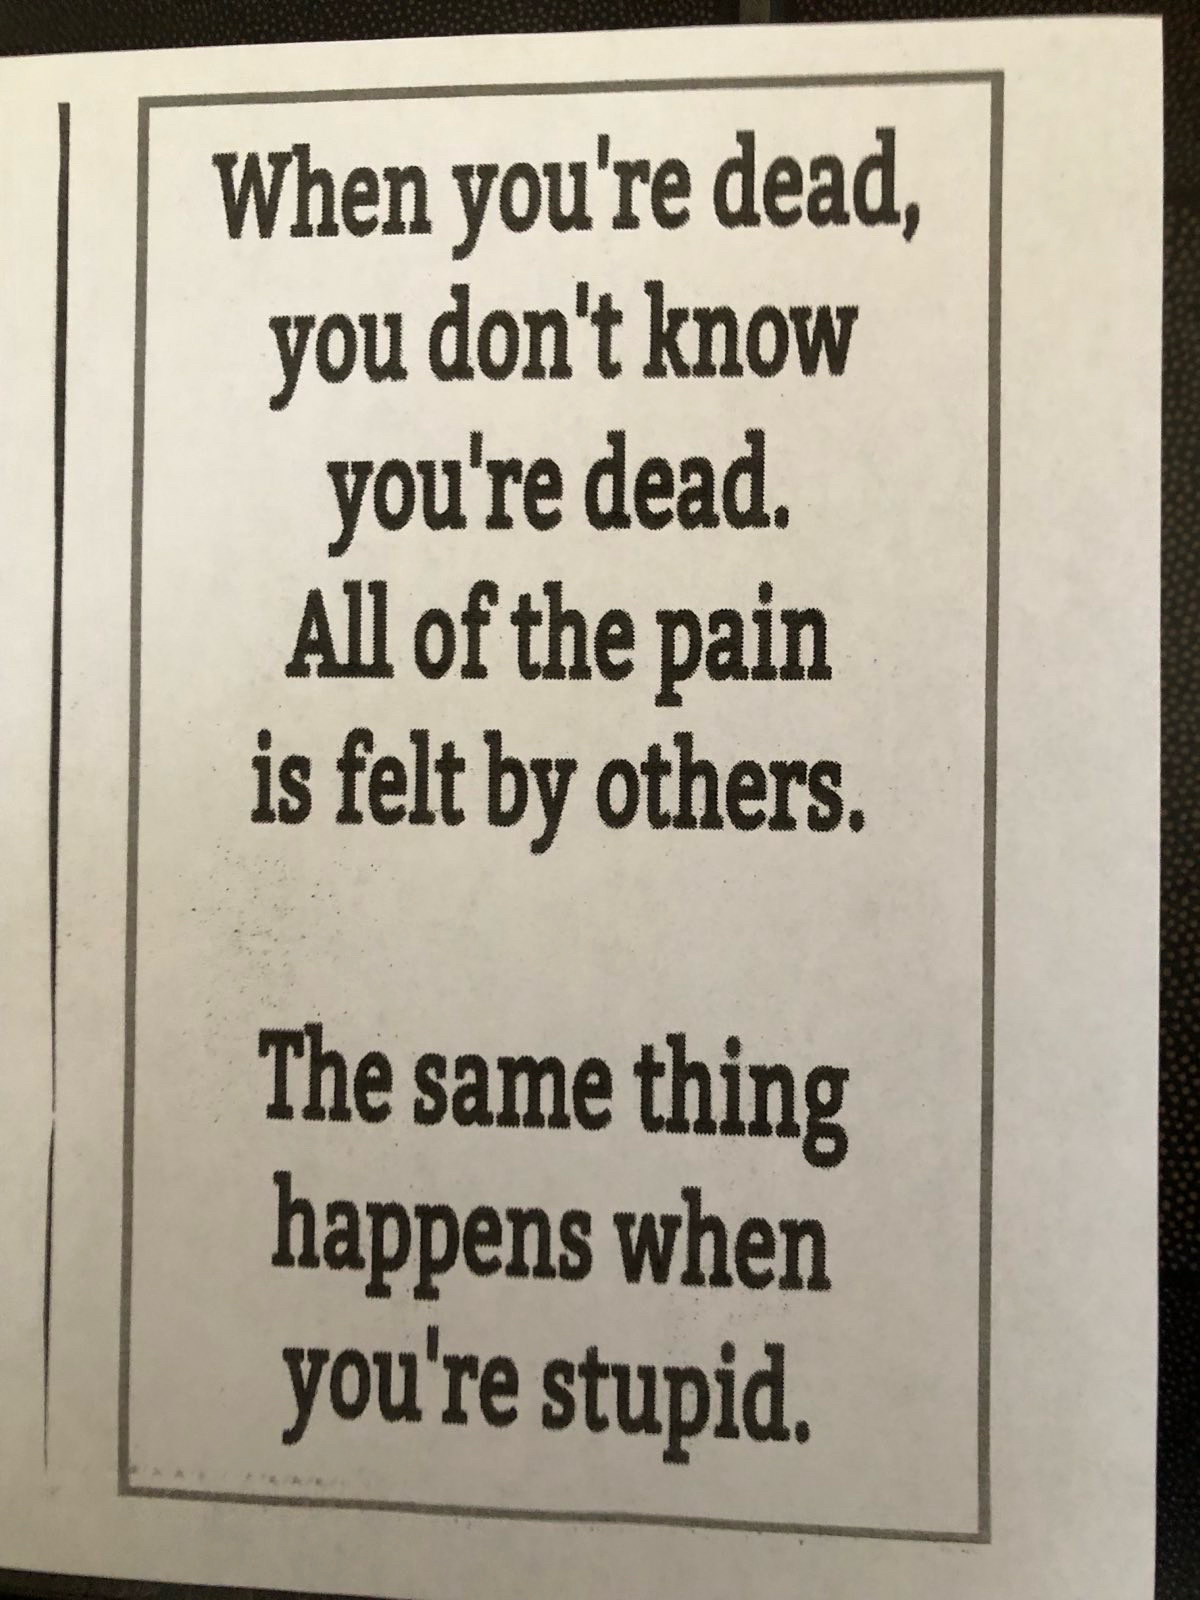 When you're dead,
you don't know
you're dead.
All of the pain
is felt by others.
The same thing
happens when
you're stupid.